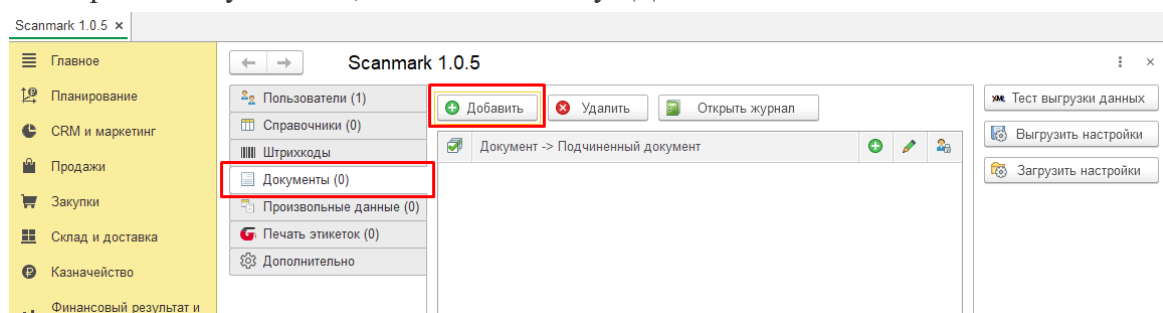 Scanmark 1.0.5 ×
Главное
Планирование
CRM и маркетинг
Продажи
Закупки
Склад и доставка
Казначейство
Финансовый результат и
Scanmark 1.0.5
Пользователи (1)
Справочники (0)
Штрихкоды
Документы (0)
Произвольные данные (0)
Печать этикеток (0)
Дополнительно
Добавить
Удалить
Открыть журнал
Документ -> Подчиненный документ
XML Тест выгрузки данных
Выгрузить настройки
Загрузить настройки